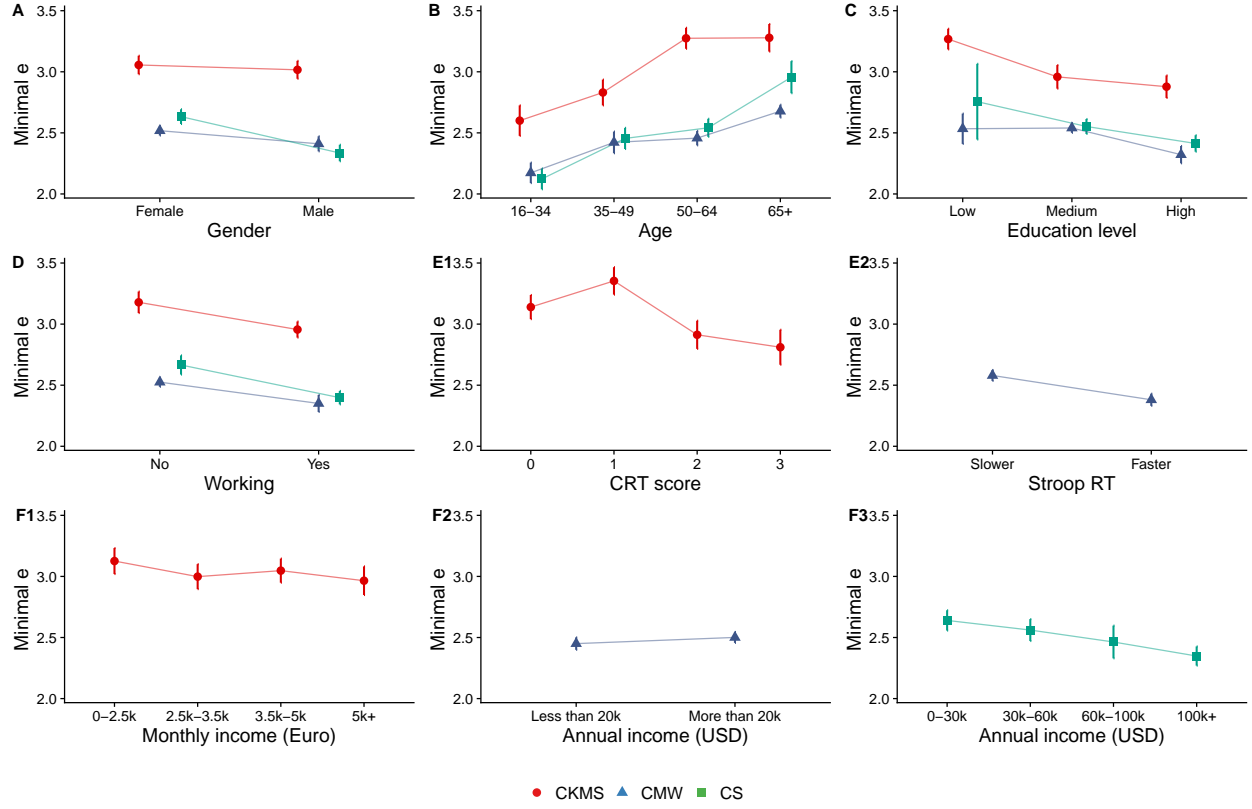 A
3.5
3.0
2.5
2.0
Minimal e
Female Male
Gender
B
3.5
3.0
2.5
2.0
Minimal e
16–34 35–49 50–64 65+
Age
C
3.5
3.0
2.5
2.0
Minimal e
Low Medium High
Education level
D
3.5
3.0
2.5
2.0
Minimal e
No Yes
Working
E1
3.5
3.0
2.5
2.0
Minimal e
0 1 2 3
CRT score
E2
3.5
3.0
2.5
2.0
Minimal e
Slower Faster
Stroop RT
F1
3.5
3.0
2.5
2.0
Minimal e
0–2.5k 2.5k–3.5k 3.5k–5k 5k+
Monthly income (Euro)
F2
3.5
3.0
2.5
2.0
Minimal e
Less than 20k More than 20k
Annual income (USD)
F3
3.5
3.0
2.5
2.0
Minimal e
0–30k 30k–60k 60k–100k 100k+
Annual income (USD)
CKMS CMW CS